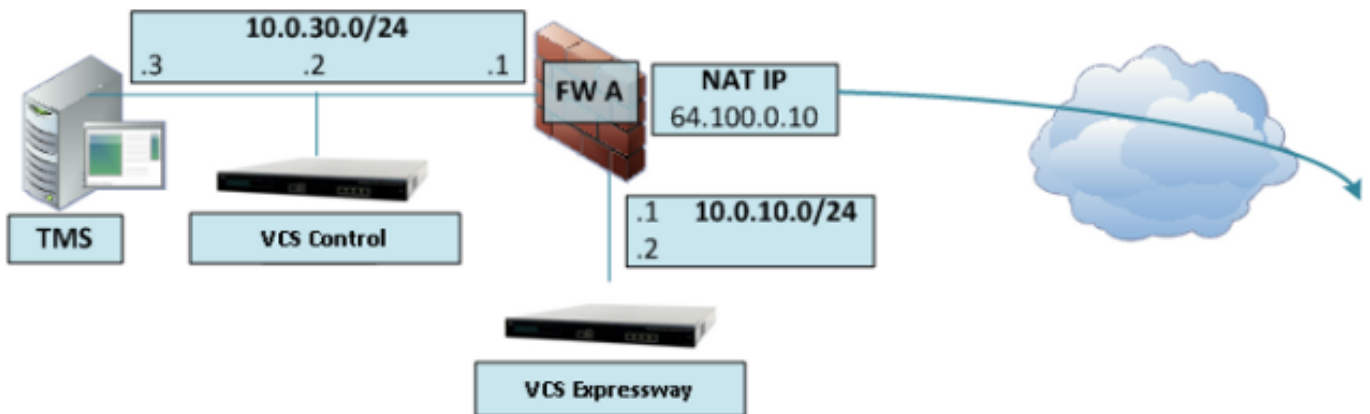 10.0.30.0/24
.3 .2 .1
FW A
NAT IP
64.100.0.10
TMS
VCS Control
.1 10.0.10.0/24
.2
VCS Expressway